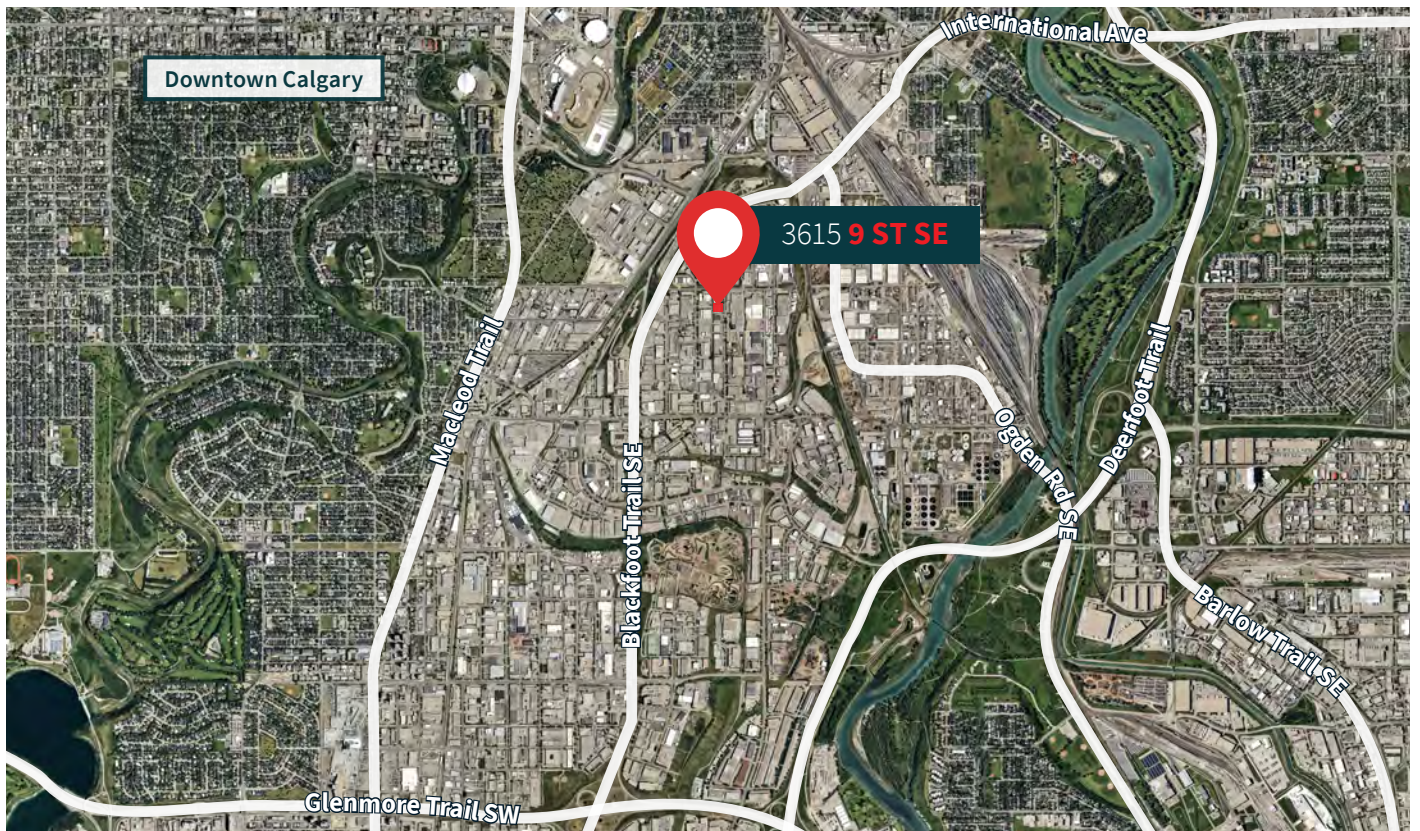 International Ave
Downtown Calgary
3615 9 ST SE
Macleod Trail
Deerfoot Trail
Ogden Rd SE
Blackfoot Trail SE
Barlow Trail SE
Glenmore Trail SW